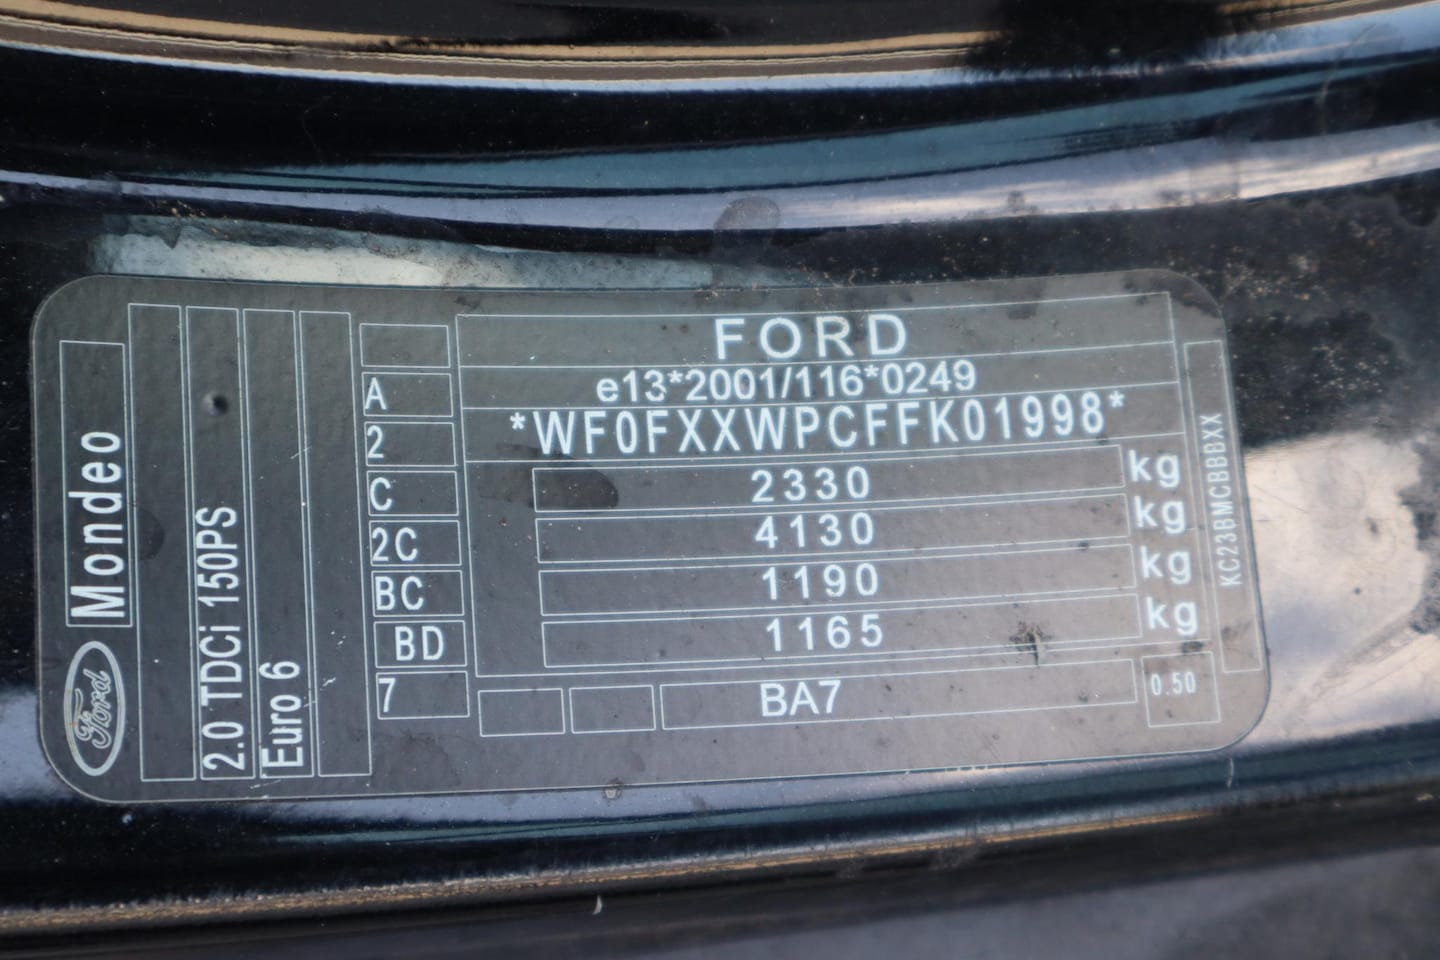 FORD
A e13*2001/116*0249
2 *WF0FXXWPCFFK01998*
C 2330 kg
2C 4130 kg
BC 1190 kg
BD 1165 kg
7 BA7 0.50
Ford Mondeo
2.0 TDCi 150PS
Euro 6
KC23BMCBBBXX